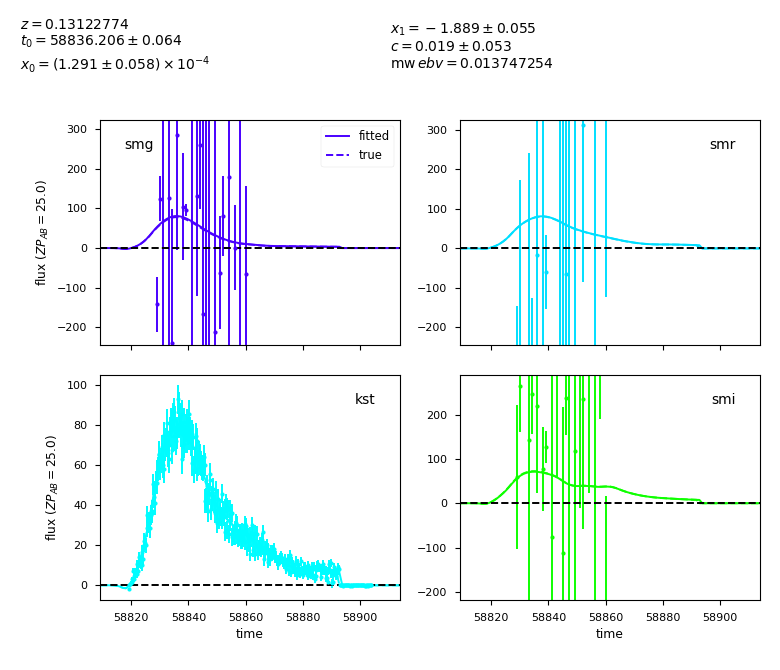 z = 0.13122774
t₀ = 58836.206 ± 0.064
x₀ = (1.291 ± 0.058) × 10⁻⁴
x₁ = −1.889 ± 0.055
c = 0.019 ± 0.053
mw ebv = 0.013747254
300
200
100
0
−100
−200
flux (ZP_AB = 25.0)
smg
fitted
true
300
200
100
0
−100
−200
smr
100
80
60
40
20
0
flux (ZP_AB = 25.0)
kst
58820 58840 58860 58880 58900
time
200
100
0
−100
−200
smi
58820 58840 58860 58880 58900
time